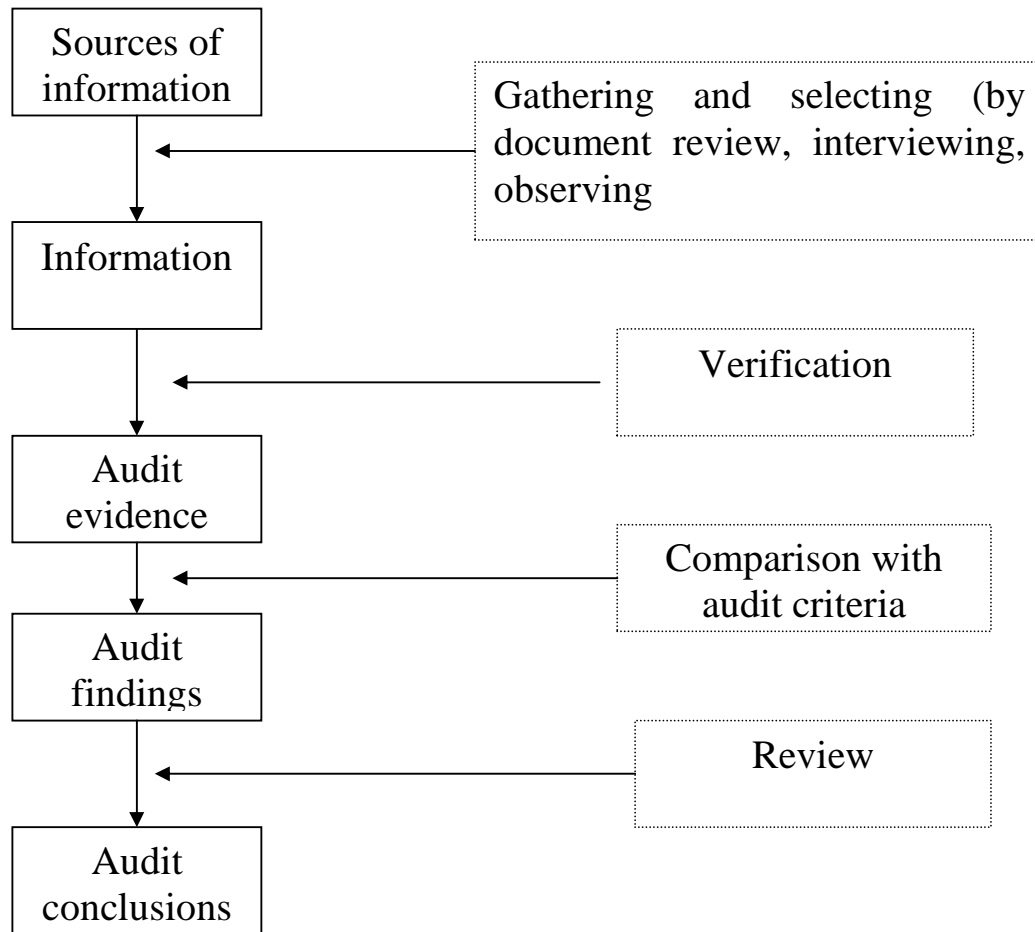 Sources of
information
Gathering and selecting (by
document review, interviewing,
observing
Information
Verification
Audit
evidence
Comparison with
audit criteria
Audit
findings
Review
Audit
conclusions